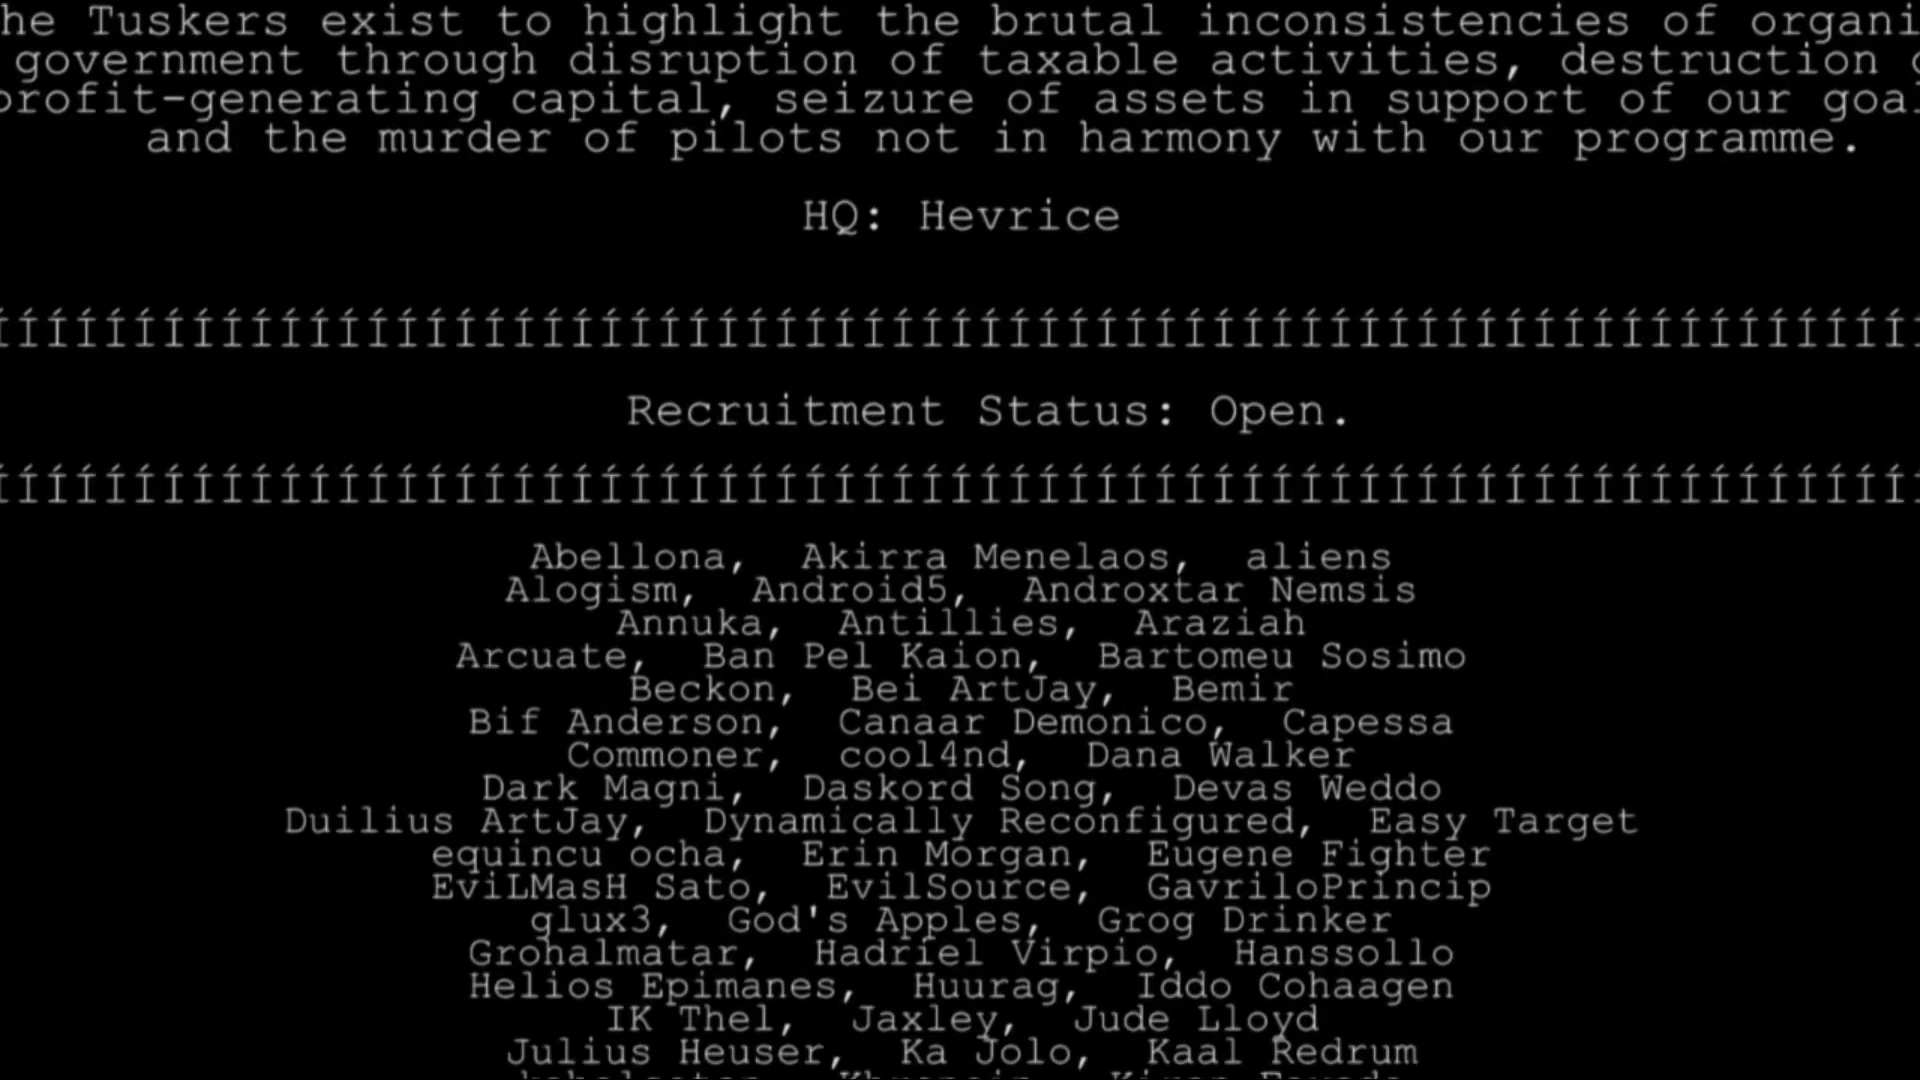 he Tuskers exist to highlight the brutal inconsistencies of organi
government through disruption of taxable activities, destruction
profit-generating capital, seizure of assets in support of our goal
and the murder of pilots not in harmony with our programme.
HQ: Hevrice
ííííííííííííííííííííííííííííííííííííííííííííííííííííííííííííííííí
Recruitment Status: Open.
ííííííííííííííííííííííííííííííííííííííííííííííííííííííííííííííííí
Abellona, Akirra Menelaos, aliens
Alogism, Android5, Androxtar Nemsis
Annuka, Antillies, Araziah
Arcuate, Ban Pel Kaion, Bartomeu Sosimo
Beckon, Bei ArtJay, Bemir
Bif Anderson, Canaar Demonico, Capessa
Commoner, cool4nd, Dana Walker
Dark Magni, Daskord Song, Devas Weddo
Duilius ArtJay, Dynamically Reconfigured, Easy Target
equincu ocha, Erin Morgan, Eugene Fighter
EviLMasH Sato, EvilSource, GavriloPrincip
glux3, God's Apples, Grog Drinker
Grohalmatar, Hadriel Virpio, Hanssollo
Helios Epimanes, Huurag, Iddo Cohaagen
IK Thel, Jaxley, Jude Lloyd
Julius Heuser, Ka Jolo, Kaal Redrum